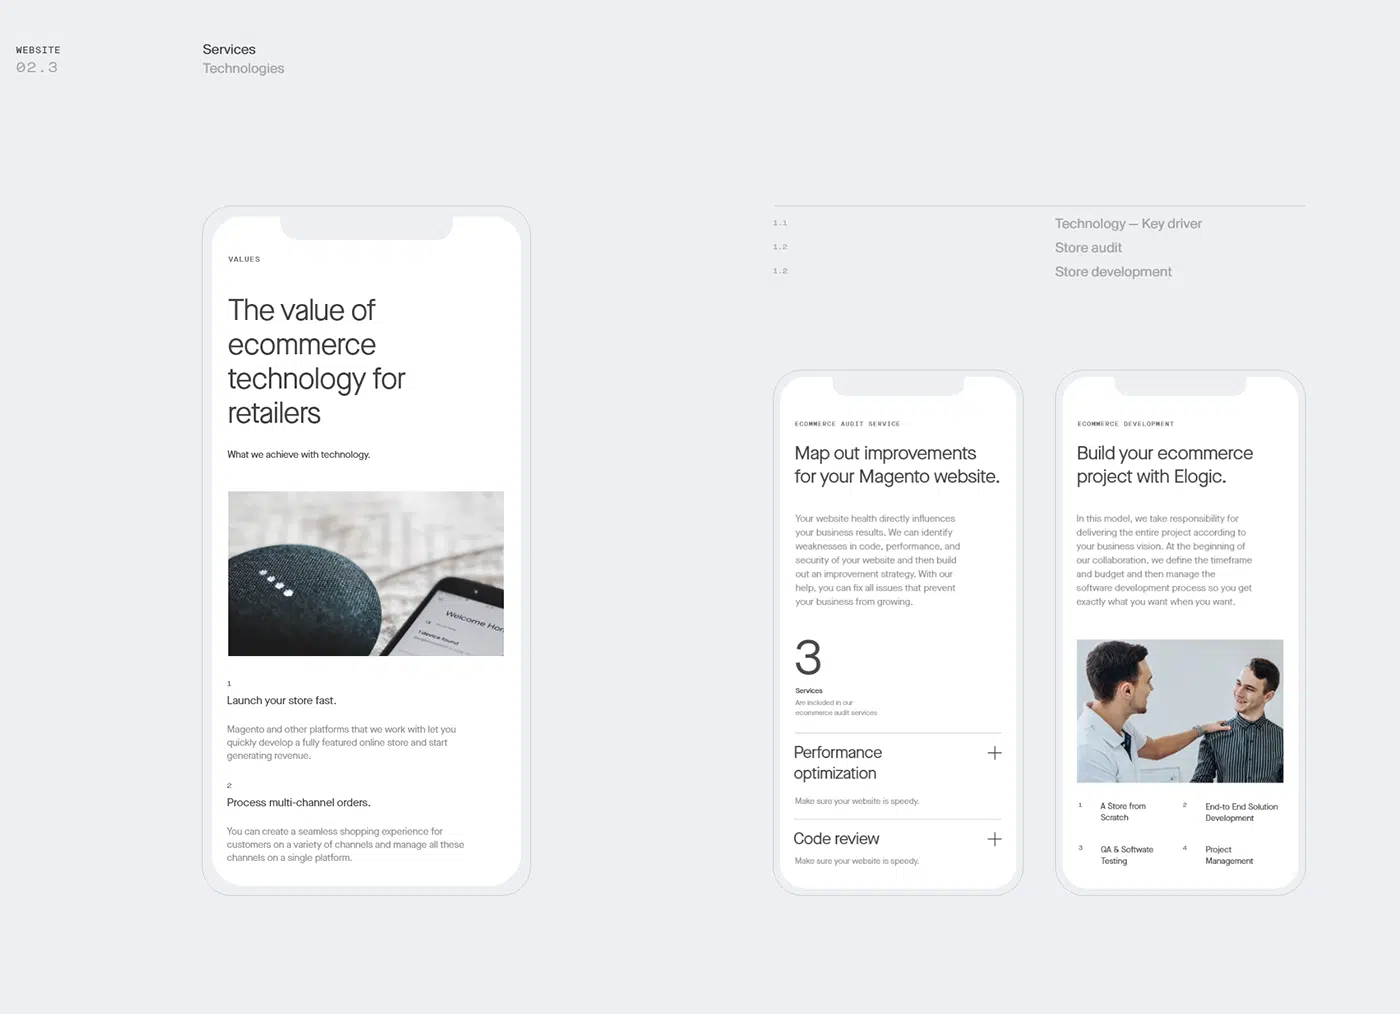 WEBSITE
02.3
Services
Technologies
VALUES
The value of
ecommerce
technology for
retailers
What we achieve with technology.
Welcome Hom
1 device found
1
Launch your store fast.
Magento and other platforms that we work with let you
quickly develop a fully featured online store and start
generating revenue.
2
Process multi-channel orders.
You can create a seamless shopping experience for
customers on a variety of channels and manage all these
channels on a single platform.
1.1
Technology — Key driver
1.2
Store audit
1.2
Store development
ECOMMERCE AUDIT SERVICE
Map out improvements
for your Magento website.
Your website health directly influences
your business results. We can identify
weaknesses in code, performance, and
security of your website and then build
out an improvement strategy. With our
help, you can fix all issues that prevent
your business from growing.
3
Services
Are included in our
ecommerce audit services
Performance
optimization
Make sure your website is speedy.
Code review
Make sure your website is speedy.
ECOMMERCE DEVELOPMENT
Build your ecommerce
project with Elogic.
In this model, we take responsibility for
delivering the entire project according to
your business vision. At the beginning of
our collaboration, we define the timeframe
and budget and then manage the
software development process so you get
exactly what you want when you want.
1
A Store from
Scratch
2
End-to End Solution
Development
3
QA & Softwate
Testing
4
Project
Management